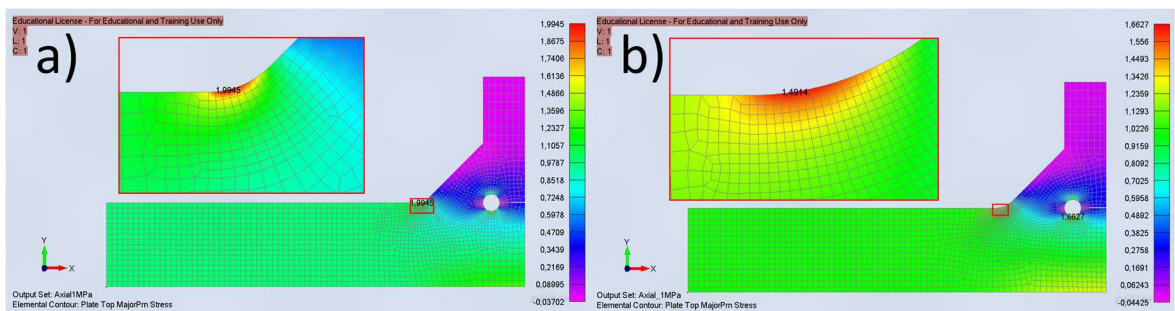 Educational License - For Educational and Training Use Only
V: 1
L: 1
C: 1
a)
1,9945
1,9945
Y
X
Output Set: Axial1MPa
Elemental Contour: Plate Top MajorPrn Stress
1,9945
1,8675
1,7406
1,6136
1,4866
1,3596
1,2327
1,1057
0,9787
0,8518
0,7248
0,5978
0,4709
0,3439
0,2169
0,08995
-0,03702
Educational License - For Educational and Training Use Only
V: 1
L: 1
C: 1
b)
1,4914
1,6627
Y
X
Output Set: Axial_1MPa
Elemental Contour: Plate Top MajorPrn Stress
1,6627
1,556
1,4493
1,3426
1,2359
1,1293
1,0226
0,9159
0,8092
0,7025
0,5958
0,4892
0,3825
0,2758
0,1691
0,06243
-0,04425